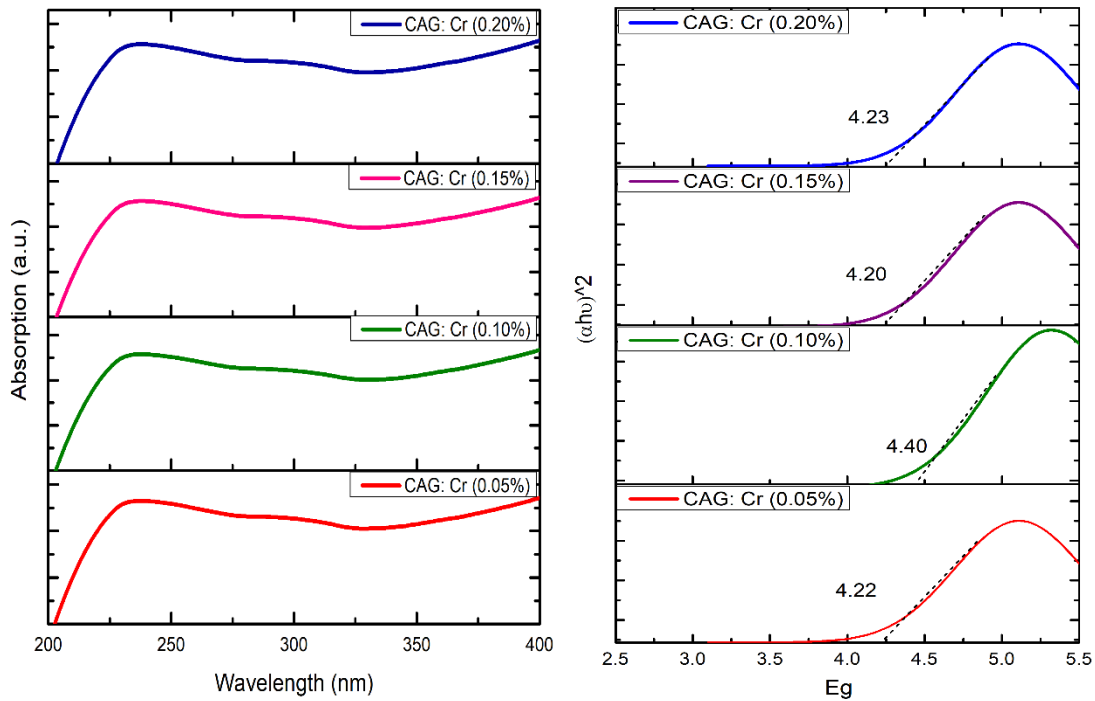 CAG: Cr (0.20%)
CAG: Cr (0.15%)
CAG: Cr (0.10%)
CAG: Cr (0.05%)
Absorption (a.u.)
200 250 300 350 400
Wavelength (nm)
CAG: Cr (0.20%)
4.23
CAG: Cr (0.15%)
4.20
CAG: Cr (0.10%)
4.40
CAG: Cr (0.05%)
4.22
(αhυ)^2
2.5 3.0 3.5 4.0 4.5 5.0 5.5
Eg